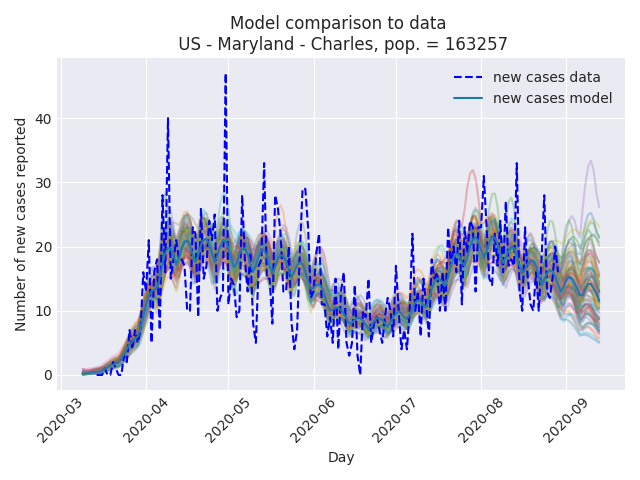 Model comparison to data
US - Maryland - Charles, pop. = 163257
new cases data
new cases model
Number of new cases reported
40
30
20
10
0
2020-03
2020-04
2020-05
2020-06
2020-07
2020-08
2020-09
Day